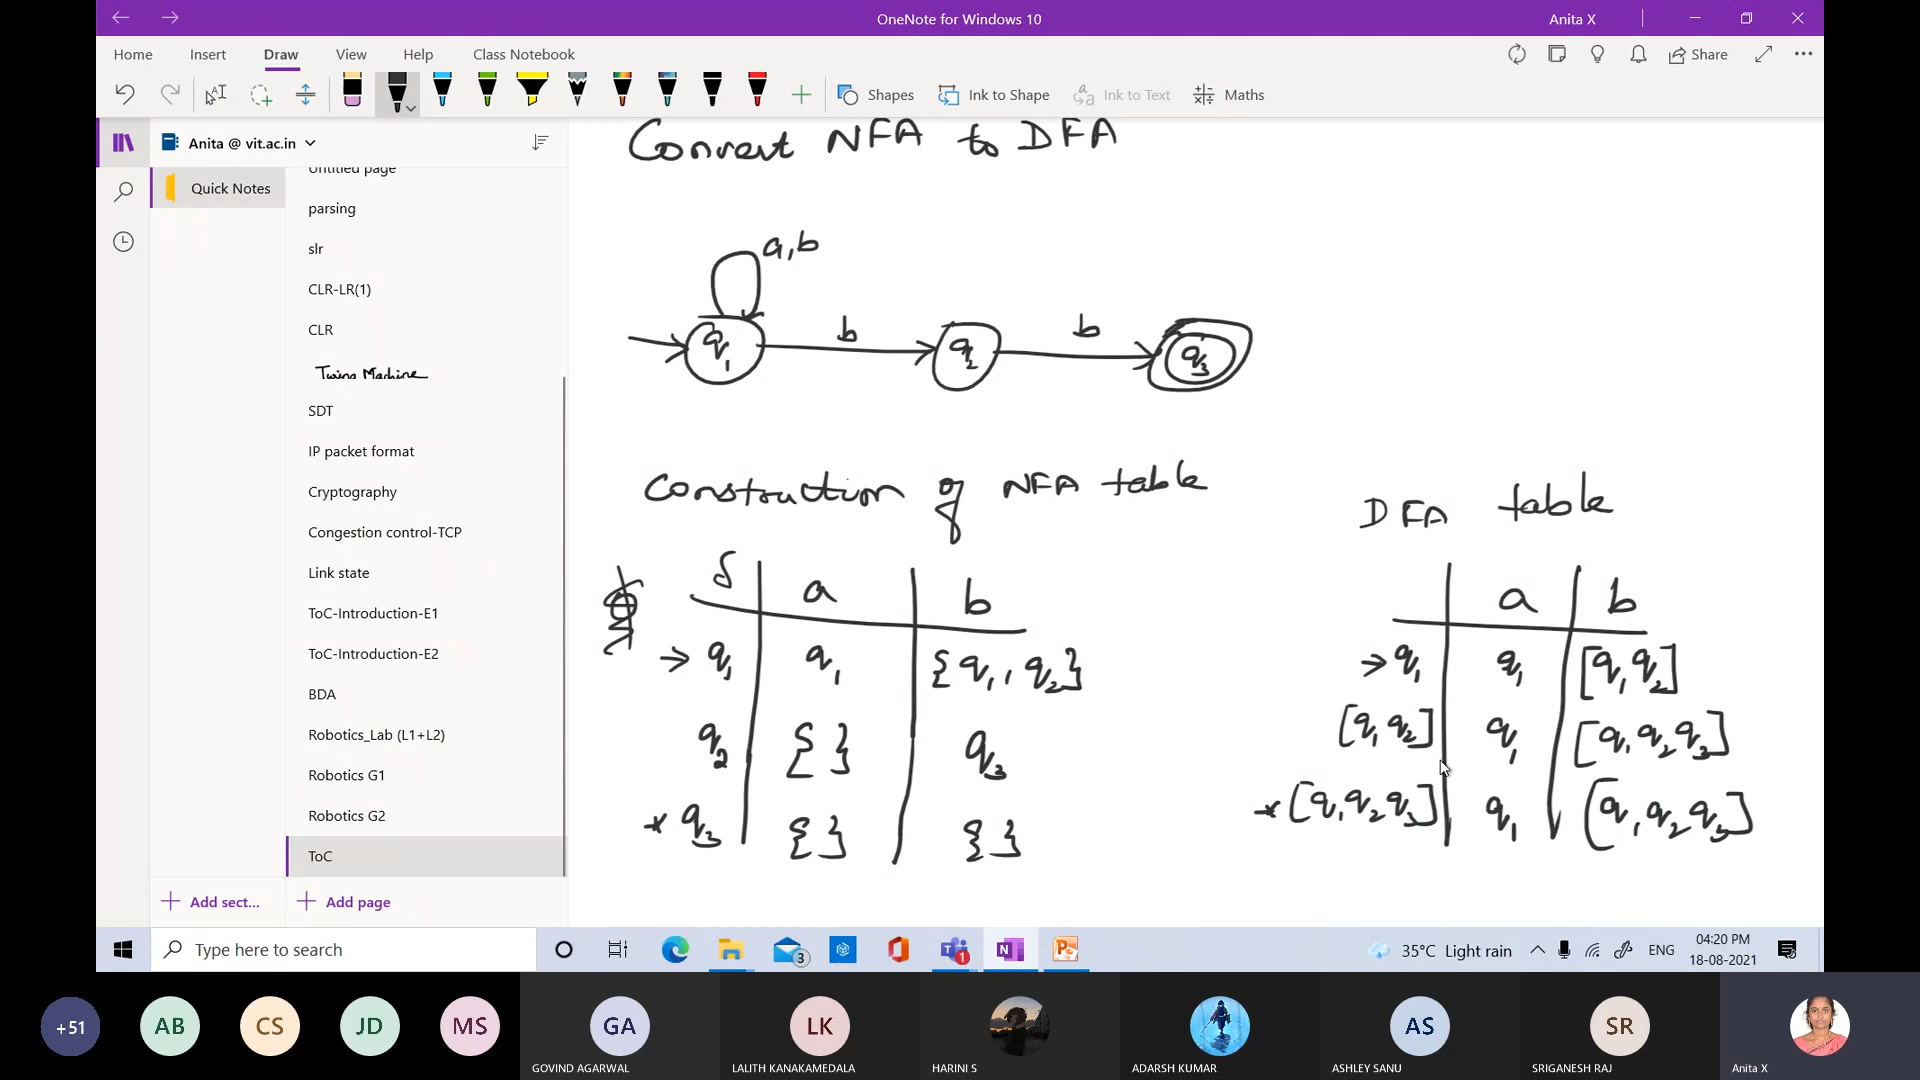 OneNote for Windows 10
Anita X
Home Insert Draw View Help Class Notebook
Share
Shapes Ink to Shape Ink to Text Maths
Anita @ vit.ac.in
Quick Notes
Untitled page
parsing
slr
CLR-LR(1)
CLR
Turing Machine
SDT
IP packet format
Cryptography
Congestion control-TCP
Link state
ToC-Introduction-E1
ToC-Introduction-E2
BDA
Robotics_Lab (L1+L2)
Robotics G1
Robotics G2
ToC
Add sect...
Add page
Convert NFA to DFA
a,b
q1 b q2 b q3
Construction of NFA table
δ a b
→ q1 q1 {q1, q2}
q2 { } q3
* q3 { } { }
DFA table
a b
→ q1 q1 [q1 q2]
[q1 q2] q1 [q1 q2 q3]
* [q1 q2 q3] q1 [q1 q2 q3]
Type here to search
3
1
35°C Light rain
ENG
04:20 PM
18-08-2021
+51
AB
CS
JD
MS
GA
GOVIND AGARWAL
LK
LALITH KANAKAMEDALA
HARINI S
ADARSH KUMAR
AS
ASHLEY SANU
SR
SRIGANESH RAJ
Anita X